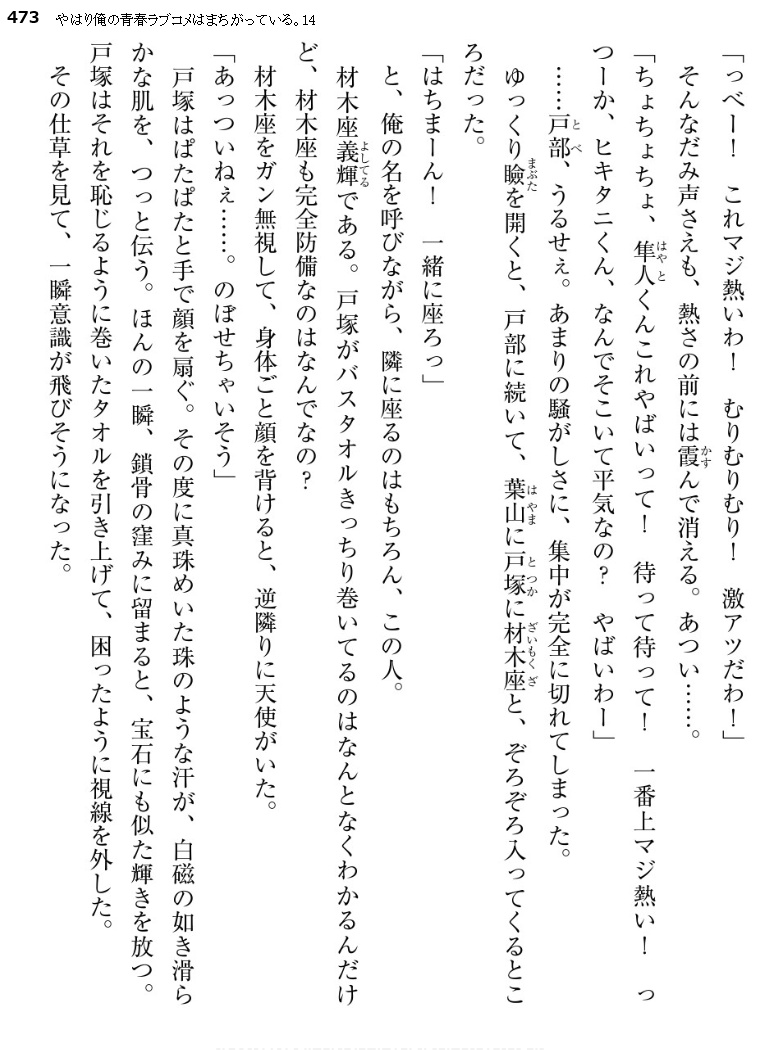 473 やはり俺の青春ラブコメはまちがっている。14
「っべー！　これマジ熱いわ！　むりむりむり！　激アツだわ！」
　そんなだみ声さえも、熱さの前には霞んで消える。あつい……。
「ちょちょちょ、隼人くんこれやばいって！　待って待って！　一番上マジ熱い！　っ
つーか、ヒキタニくん、なんでそこいて平気なの？　やばいわー」
　……戸部、うるせぇ。あまりの騒がしさに、集中が完全に切れてしまった。
　ゆっくり瞼を開くと、戸部に続いて、葉山に戸塚に材木座と、ぞろぞろ入ってくるとこ
ろだった。
「はちまーん！　一緒に座ろっ」
　と、俺の名を呼びながら、隣に座るのはもちろん、この人。
　材木座義輝である。戸塚がバスタオルきっちり巻いてるのはなんとなくわかるんだけ
ど、材木座も完全防備なのはなんでなの？
　材木座をガン無視して、身体ごと顔を背けると、逆隣りに天使がいた。
「あっついねぇ……。のぼせちゃいそう」
　戸塚はぱたぱたと手で顔を扇ぐ。その度に真珠めいた珠のような汗が、白磁の如き滑ら
かな肌を、つっと伝う。ほんの一瞬、鎖骨の窪みに留まると、宝石にも似た輝きを放つ。
戸塚はそれを恥じるように巻いたタオルを引き上げて、困ったように視線を外した。
　その仕草を見て、一瞬意識が飛びそうになった。